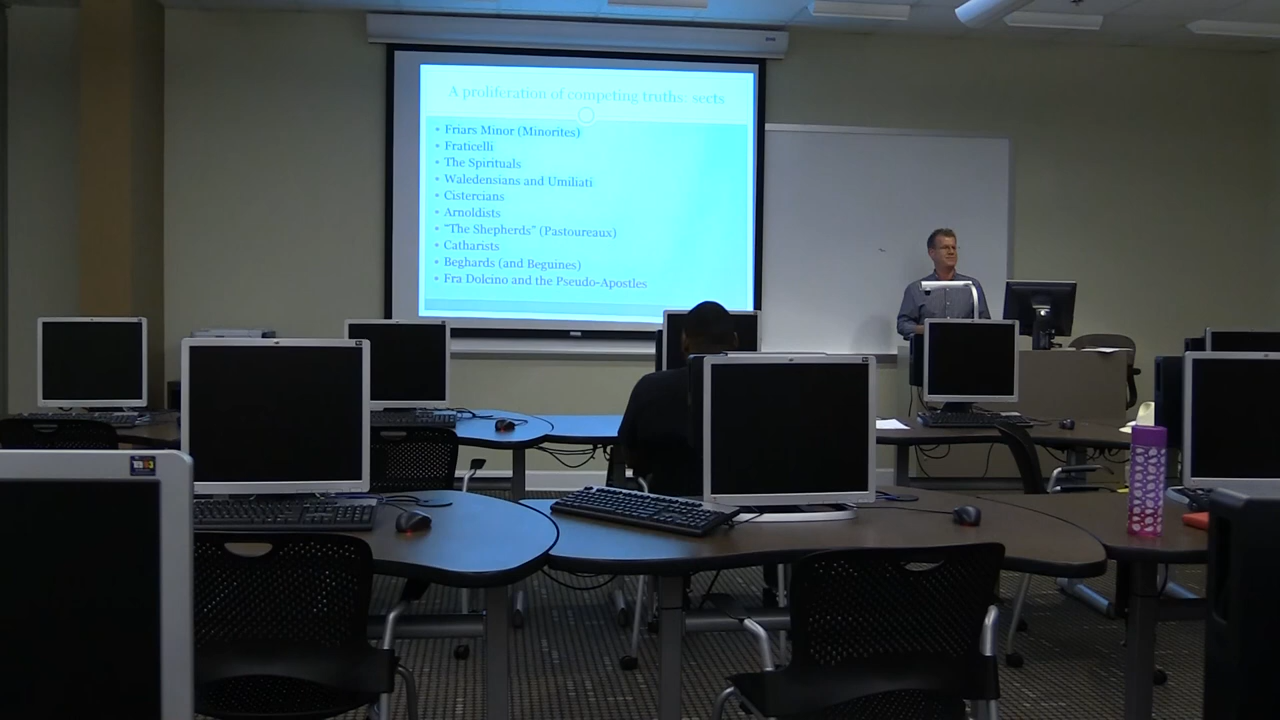 A proliferation of competing truths: sects
• Friars Minor (Minorites)
• Fraticelli
• The Spirituals
• Waledensians and Umiliati
• Cistercians
• Arnoldists
• “The Shepherds” (Pastoureaux)
• Catharists
• Beghards (and Beguines)
• Fra Dolcino and the Pseudo-Apostles